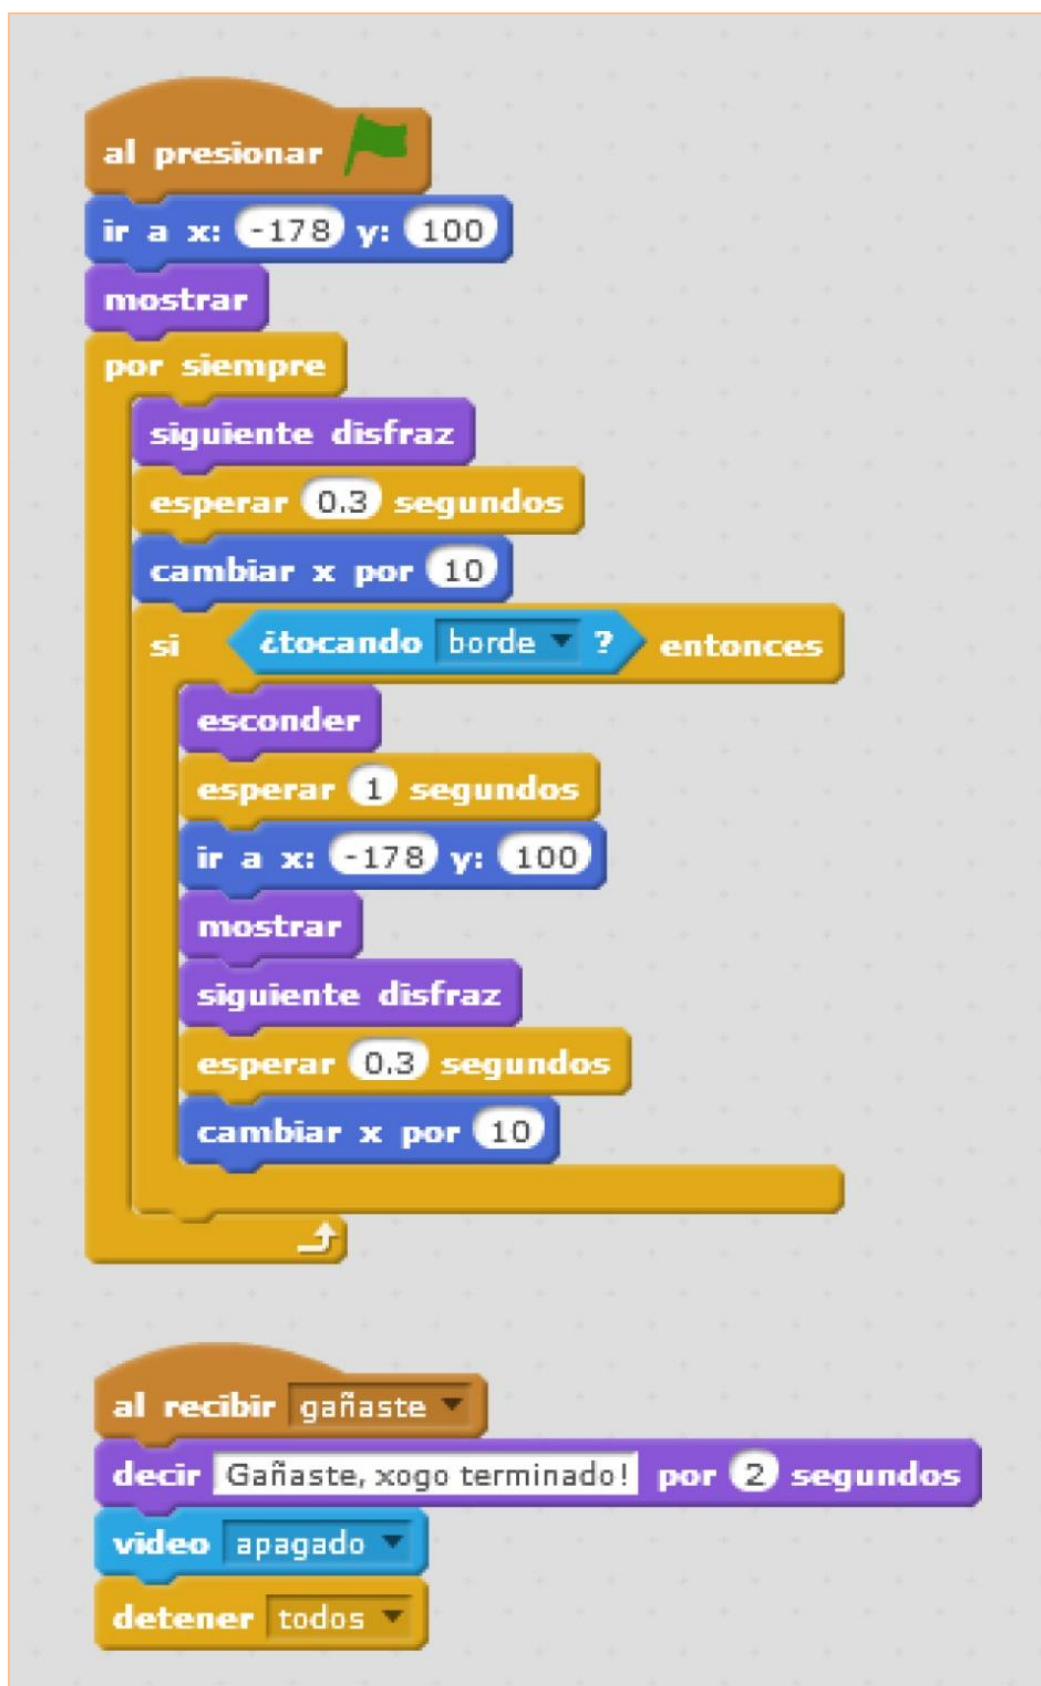 al presionar
ir a x: -178 y: 100
mostrar
por siempre
siguiente disfraz
esperar 0.3 segundos
cambiar x por 10
si ¿tocando borde ? entonces
esconder
esperar 1 segundos
ir a x: -178 y: 100
mostrar
siguiente disfraz
esperar 0.3 segundos
cambiar x por 10
al recibir gañaste
decir Gañaste, xogo terminado! por 2 segundos
video apagado
detener todos